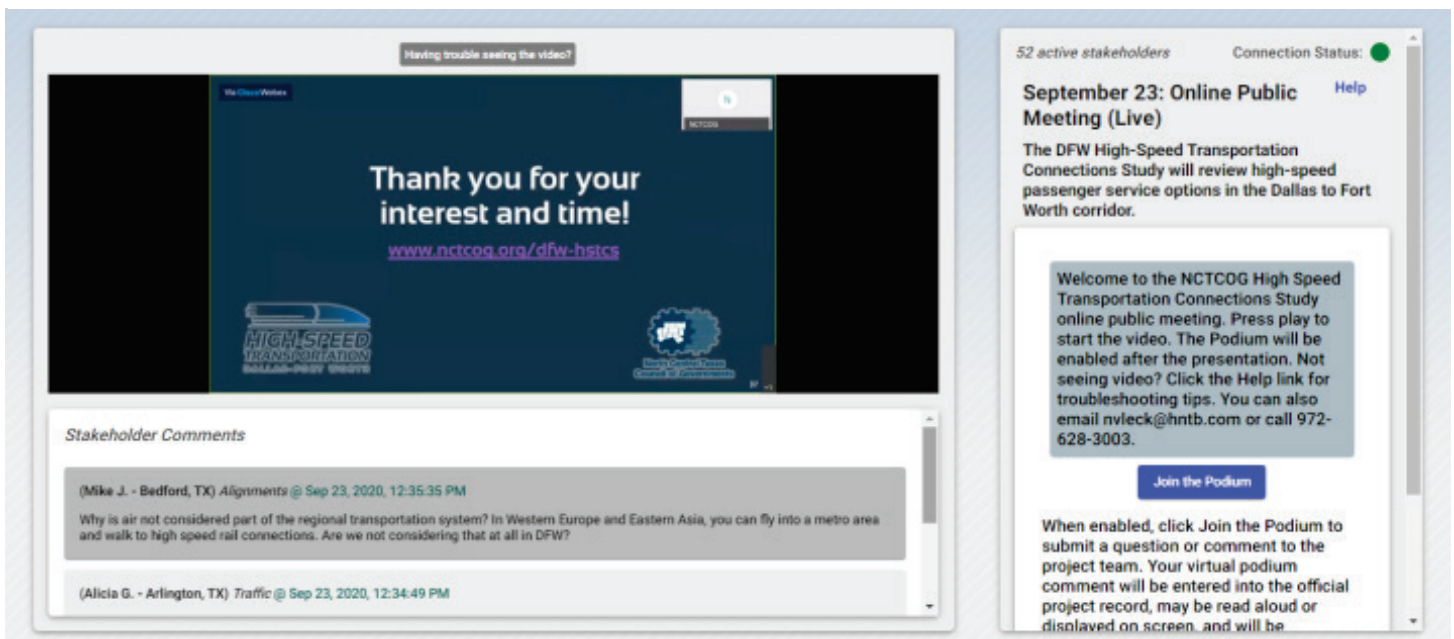 Having trouble seeing the video?
Via Cisco Webex
N
NCTCOG
Thank you for your
interest and time!
www.nctcog.org/dfw-hstcs
HIGH-SPEED
TRANSPORTATION
DALLAS-FORT WORTH
North Central Texas
Council of Governments
Stakeholder Comments
(Mike J. - Bedford, TX) Alignments @ Sep 23, 2020, 12:35:35 PM
Why is air not considered part of the regional transportation system? In Western Europe and Eastern Asia, you can fly into a metro area
and walk to high speed rail connections. Are we not considering that at all in DFW?
(Alicia G. - Arlington, TX) Traffic @ Sep 23, 2020, 12:34:49 PM
52 active stakeholders
Connection Status:
September 23: Online Public
Meeting (Live)
Help
The DFW High-Speed Transportation
Connections Study will review high-speed
passenger service options in the Dallas to Fort
Worth corridor.
Welcome to the NCTCOG High Speed
Transportation Connections Study
online public meeting. Press play to
start the video. The Podium will be
enabled after the presentation. Not
seeing video? Click the Help link for
troubleshooting tips. You can also
email nvleck@hntb.com or call 972-
628-3003.
Join the Podium
When enabled, click Join the Podium to
submit a question or comment to the
project team. Your virtual podium
comment will be entered into the official
project record, may be read aloud or
displayed on screen, and will be